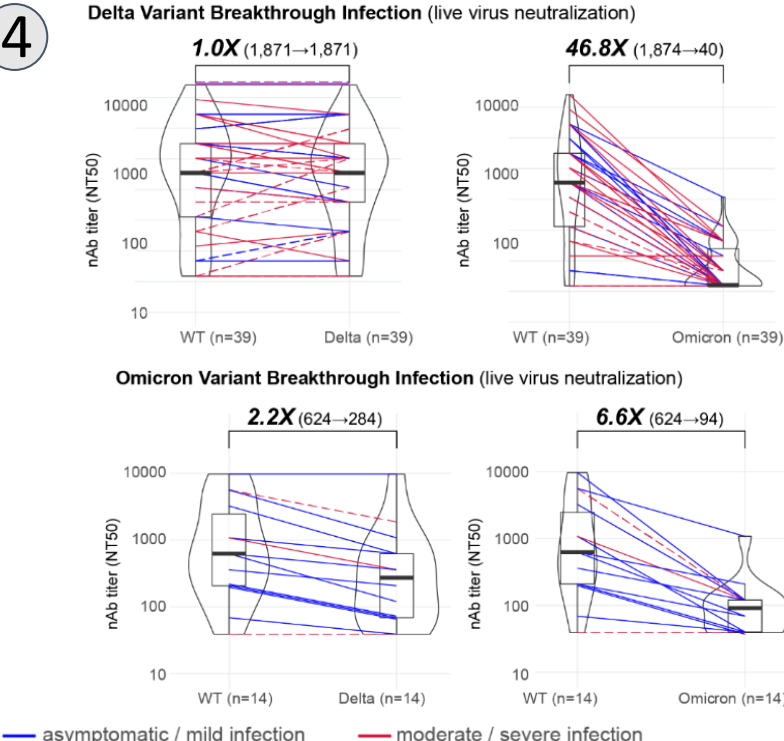 4
Delta Variant Breakthrough Infection (live virus neutralization)
1.0X (1,871→1,871)
46.8X (1,874→40)
nAb titer (NT50)
10000
1000
100
10
WT (n=39)
Delta (n=39)
nAb titer (NT50)
10000
1000
100
WT (n=39)
Omicron (n=39)
Omicron Variant Breakthrough Infection (live virus neutralization)
2.2X (624→284)
6.6X (624→94)
nAb titer (NT50)
10000
1000
100
10
WT (n=14)
Delta (n=14)
nAb titer (NT50)
10000
1000
100
10
WT (n=14)
Omicron (n=14)
asymptomatic / mild infection
moderate / severe infection